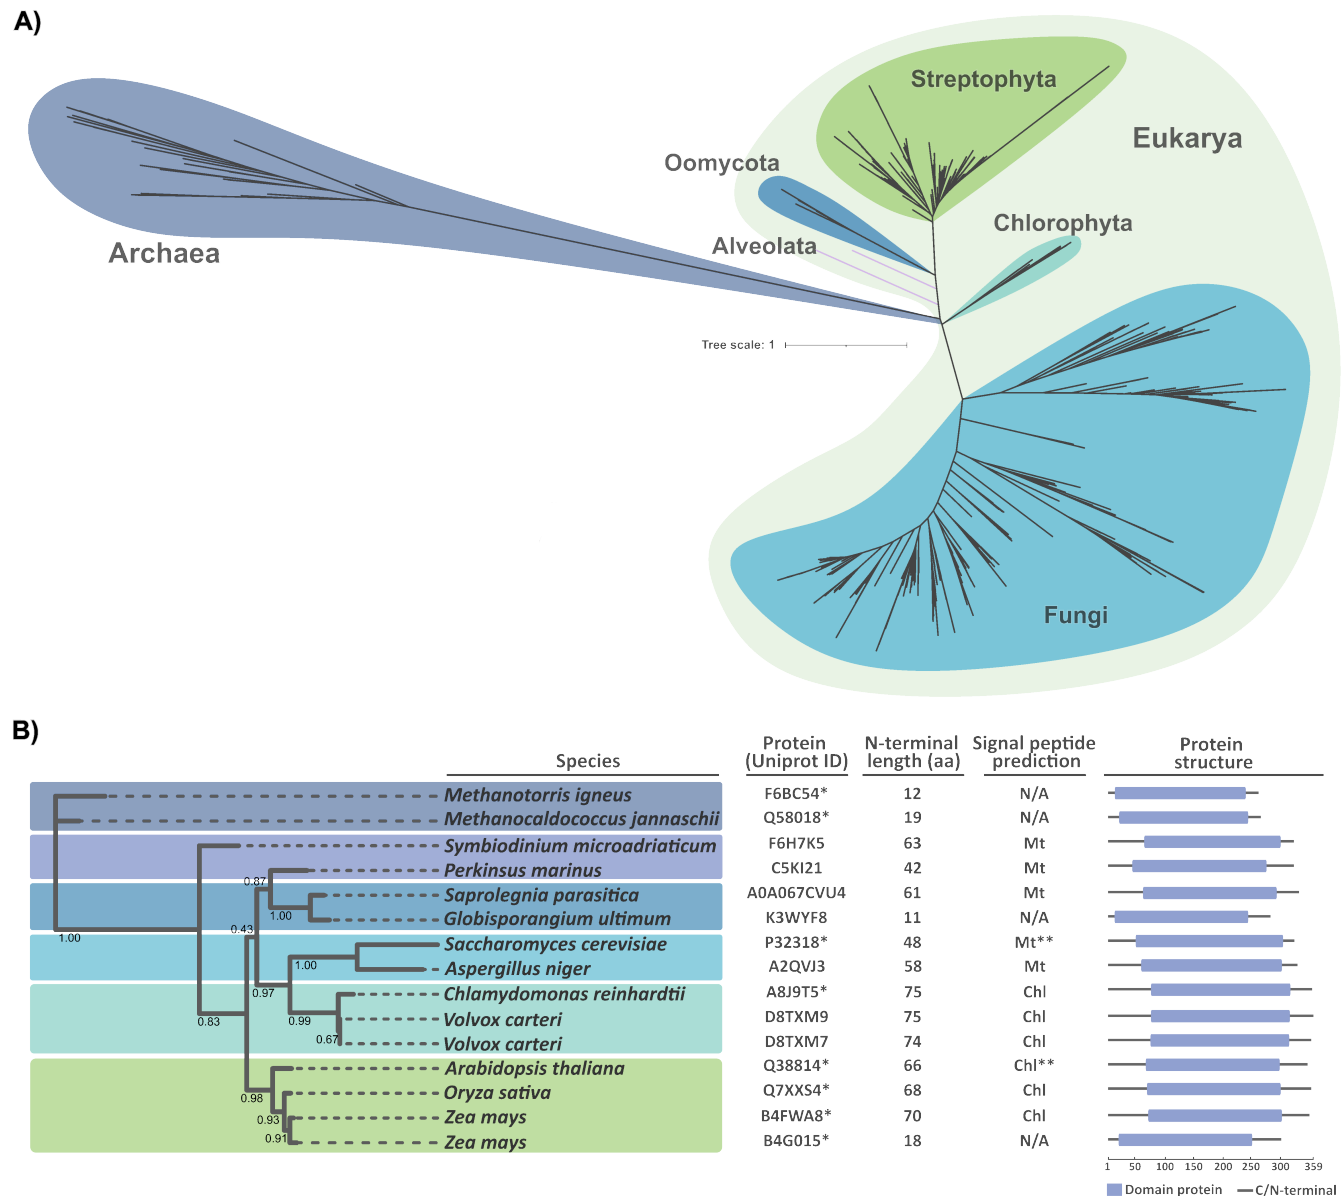 A)
Streptophyta
Eukarya
Oomycota
Chlorophyta
Alveolata
Archaea
Tree scale: 1
Fungi
B)
Species
Protein
(Uniprot ID)
N-terminal
length (aa)
Signal peptide
prediction
Protein
structure
Methanotorris igneus F6BC54* 12 N/A
Methanocaldococcus jannaschii Q58018* 19 N/A
Symbiodinium microadriaticum F6H7K5 63 Mt
Perkinsus marinus C5KI21 42 Mt
Saprolegnia parasitica A0A067CVU4 61 Mt
Globisporangium ultimum K3WYF8 11 N/A
Saccharomyces cerevisiae P32318* 48 Mt**
Aspergillus niger A2QVJ3 58 Mt
Chlamydomonas reinhardtii A8J9T5* 75 Chl
Volvox carteri D8TXM9 75 Chl
Volvox carteri D8TXM7 74 Chl
Arabidopsis thaliana Q38814* 66 Chl**
Oryza sativa Q7XXS4* 68 Chl
Zea mays B4FWA8* 70 Chl
Zea mays B4G015* 18 N/A
0.87
1.00
0.43
1.00
1.00
0.97
0.99
0.83
0.67
0.98
0.93
0.91
1 50 100 150 200 250 300 359
Domain protein C/N-terminal